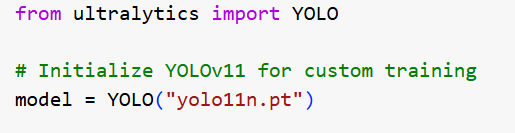 from ultralytics import YOLO
# Initialize YOLOv11 for custom training
model = YOLO("yolo11n.pt")